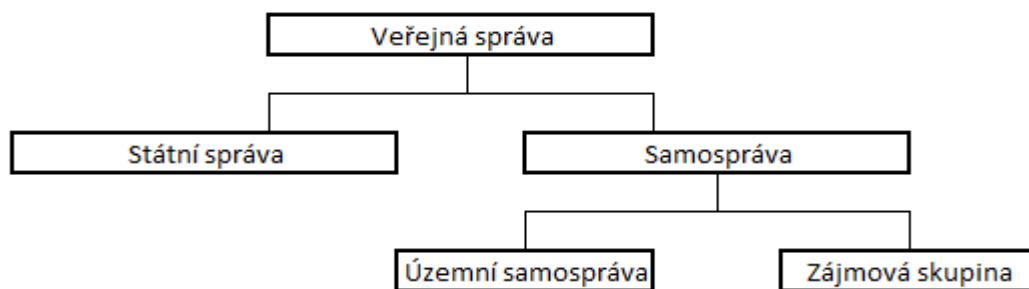 Veřejná správa
Státní správa
Samospráva
Územní samospráva
Zájmová skupina